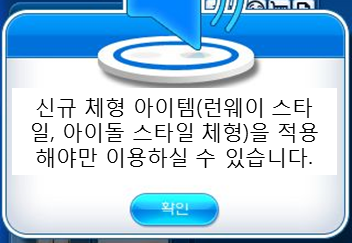 신규 체형 아이템(런웨이 스타
일, 아이돌 스타일 체형)을 적용
해야만 이용하실 수 있습니다.
확인